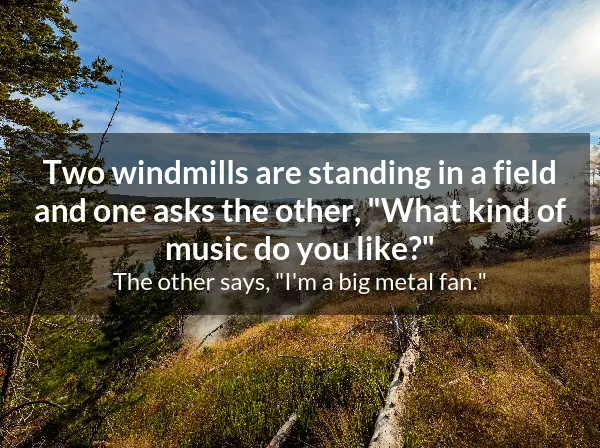 Two windmills are standing in a field
and one asks the other, "What kind of
music do you like?"
The other says, "I'm a big metal fan."